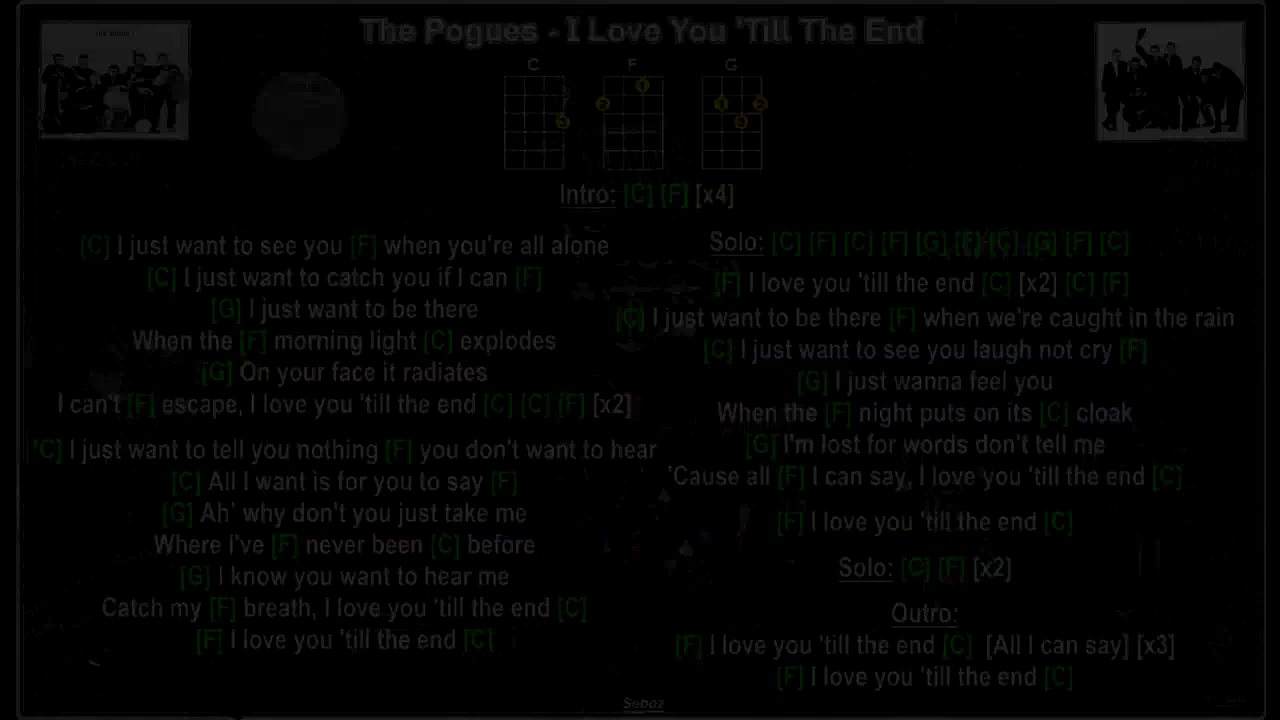 The Pogues - I Love You 'Till The End
C F G
Intro: [C] [F] [x4]
[C] I just want to see you [F] when you're all alone
[C] I just want to catch you if I can [F]
[G] I just want to be there
When the [F] morning light [C] explodes
[G] On your face it radiates
I can't [F] escape, I love you 'till the end [C] [C] [F] [x2]
[C] I just want to tell you nothing [F] you don't want to hear
[C] All I want is for you to say [F]
[G] Ah' why don't you just take me
Where I've [F] never been [C] before
[G] I know you want to hear me
Catch my [F] breath, I love you 'till the end [C]
[F] I love you 'till the end [C]
Solo: [C] [F] [C] [F] [G] [F] [C] [G] [F] [C]
[F] I love you 'till the end [C] [x2] [C] [F]
[C] I just want to be there [F] when we're caught in the rain
[C] I just want to see you laugh not cry [F]
[G] I just wanna feel you
When the [F] night puts on its [C] cloak
[G] I'm lost for words don't tell me
'Cause all [F] I can say, I love you 'till the end [C]
[F] I love you 'till the end [C]
Solo: [C] [F] [x2]
Outro:
[F] I love you 'till the end [C] [All I can say] [x3]
[F] I love you 'till the end [C]
Seboz